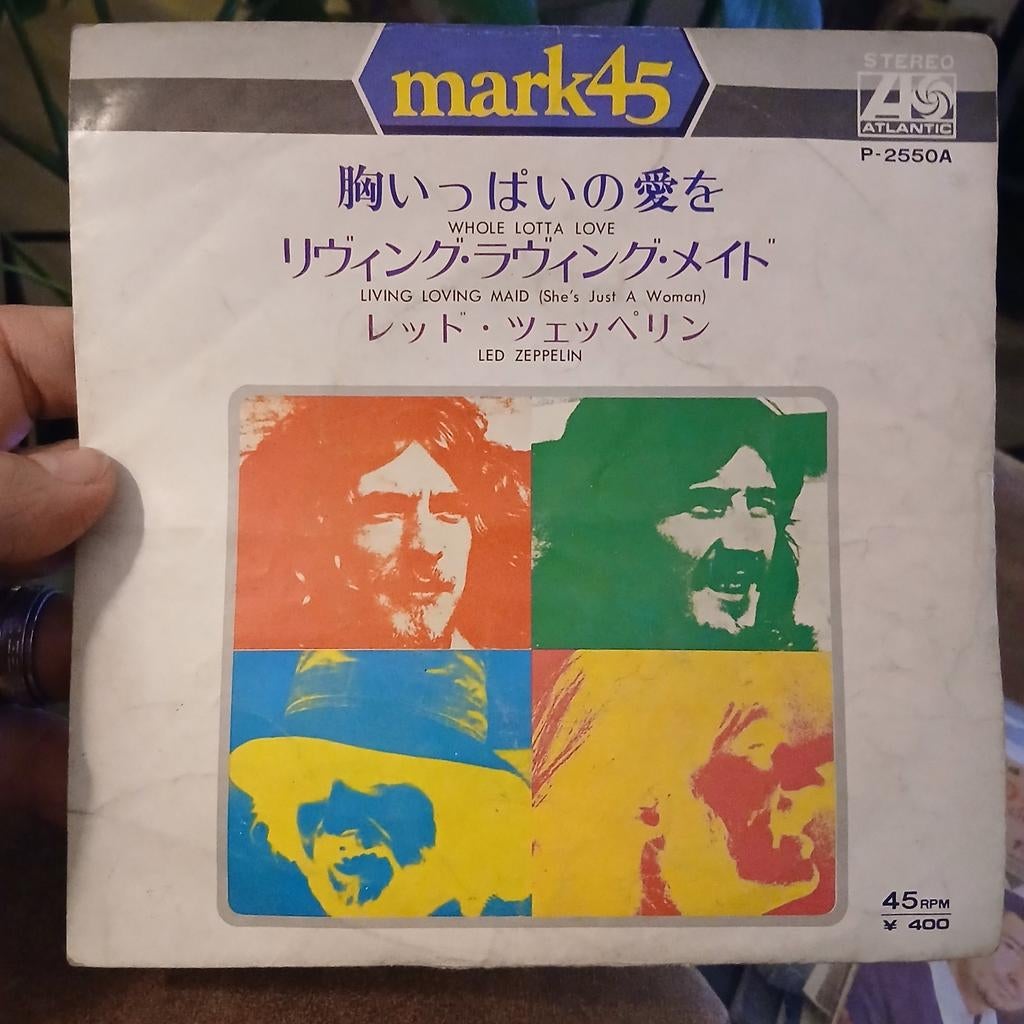 mark45
STEREO
ATLANTIC
P-2550A
胸いっぱいの愛を
WHOLE LOTTA LOVE
リヴィング・ラヴィング・メイド
LIVING LOVING MAID (She's Just A Woman)
レッド・ツェッペリン
LED ZEPPELIN
45 RPM
¥ 400